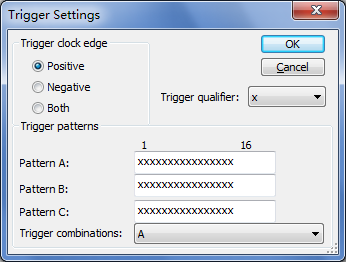 Trigger Settings
Trigger clock edge
Positive
Negative
Both
OK
Cancel
Trigger qualifier: x
Trigger patterns
1 16
Pattern A: xxxxxxxxxxxxxxxx
Pattern B: xxxxxxxxxxxxxxxx
Pattern C: xxxxxxxxxxxxxxxx
Trigger combinations: A